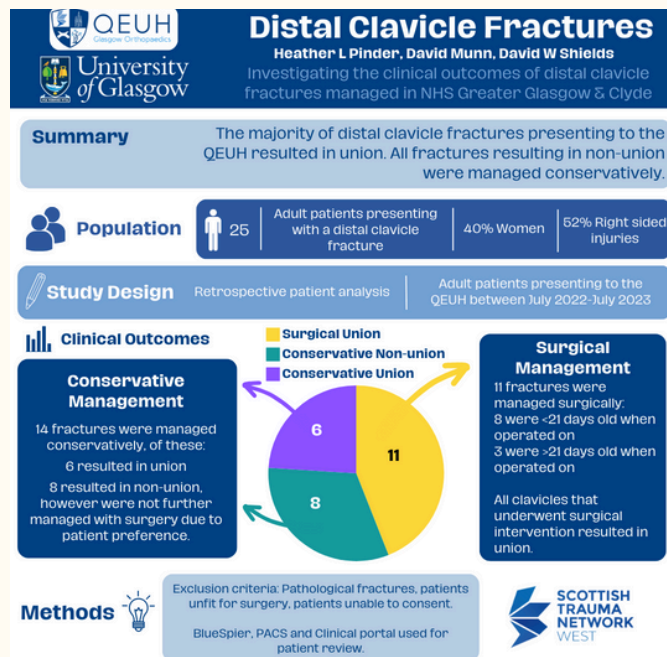 QEUH
Glasgow Orthopaedics
University
of Glasgow
Distal Clavicle Fractures
Heather L Pinder, David Munn, David W Shields
Investigating the clinical outcomes of distal clavicle
fractures managed in NHS Greater Glasgow & Clyde
Summary
The majority of distal clavicle fractures presenting to the
QEUH resulted in union. All fractures resulting in non-union
were managed conservatively.
Population
25
Adult patients presenting
with a distal clavicle
fracture
40% Women
52% Right sided
injuries
Study Design
Retrospective patient analysis
Adult patients presenting to the
QEUH between July 2022-July 2023
Clinical Outcomes
Surgical Union
Conservative Non-union
Conservative Union
Conservative
Management
14 fractures were managed
conservatively, of these:
6 resulted in union
8 resulted in non-union,
however were not further
managed with surgery due to
patient preference.
6
11
8
Surgical
Management
11 fractures were
managed surgically:
8 were <21 days old when
operated on
3 were >21 days old when
operated on
All clavicles that
underwent surgical
intervention resulted in
union.
Methods
Exclusion criteria: Pathological fractures, patients
unfit for surgery, patients unable to consent.
BlueSpier, PACS and Clinical portal used for
patient review.
SCOTTISH
TRAUMA
NETWORK
WEST